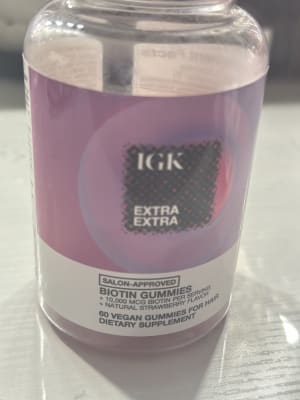 IGK
EXTRA
EXTRA
SALON-APPROVED
BIOTIN GUMMIES
+ 10,000 MCG BIOTIN PER SERVING
+ NATURAL STRAWBERRY FLAVOR
60 VEGAN GUMMIES FOR HAIR
DIETARY SUPPLEMENT